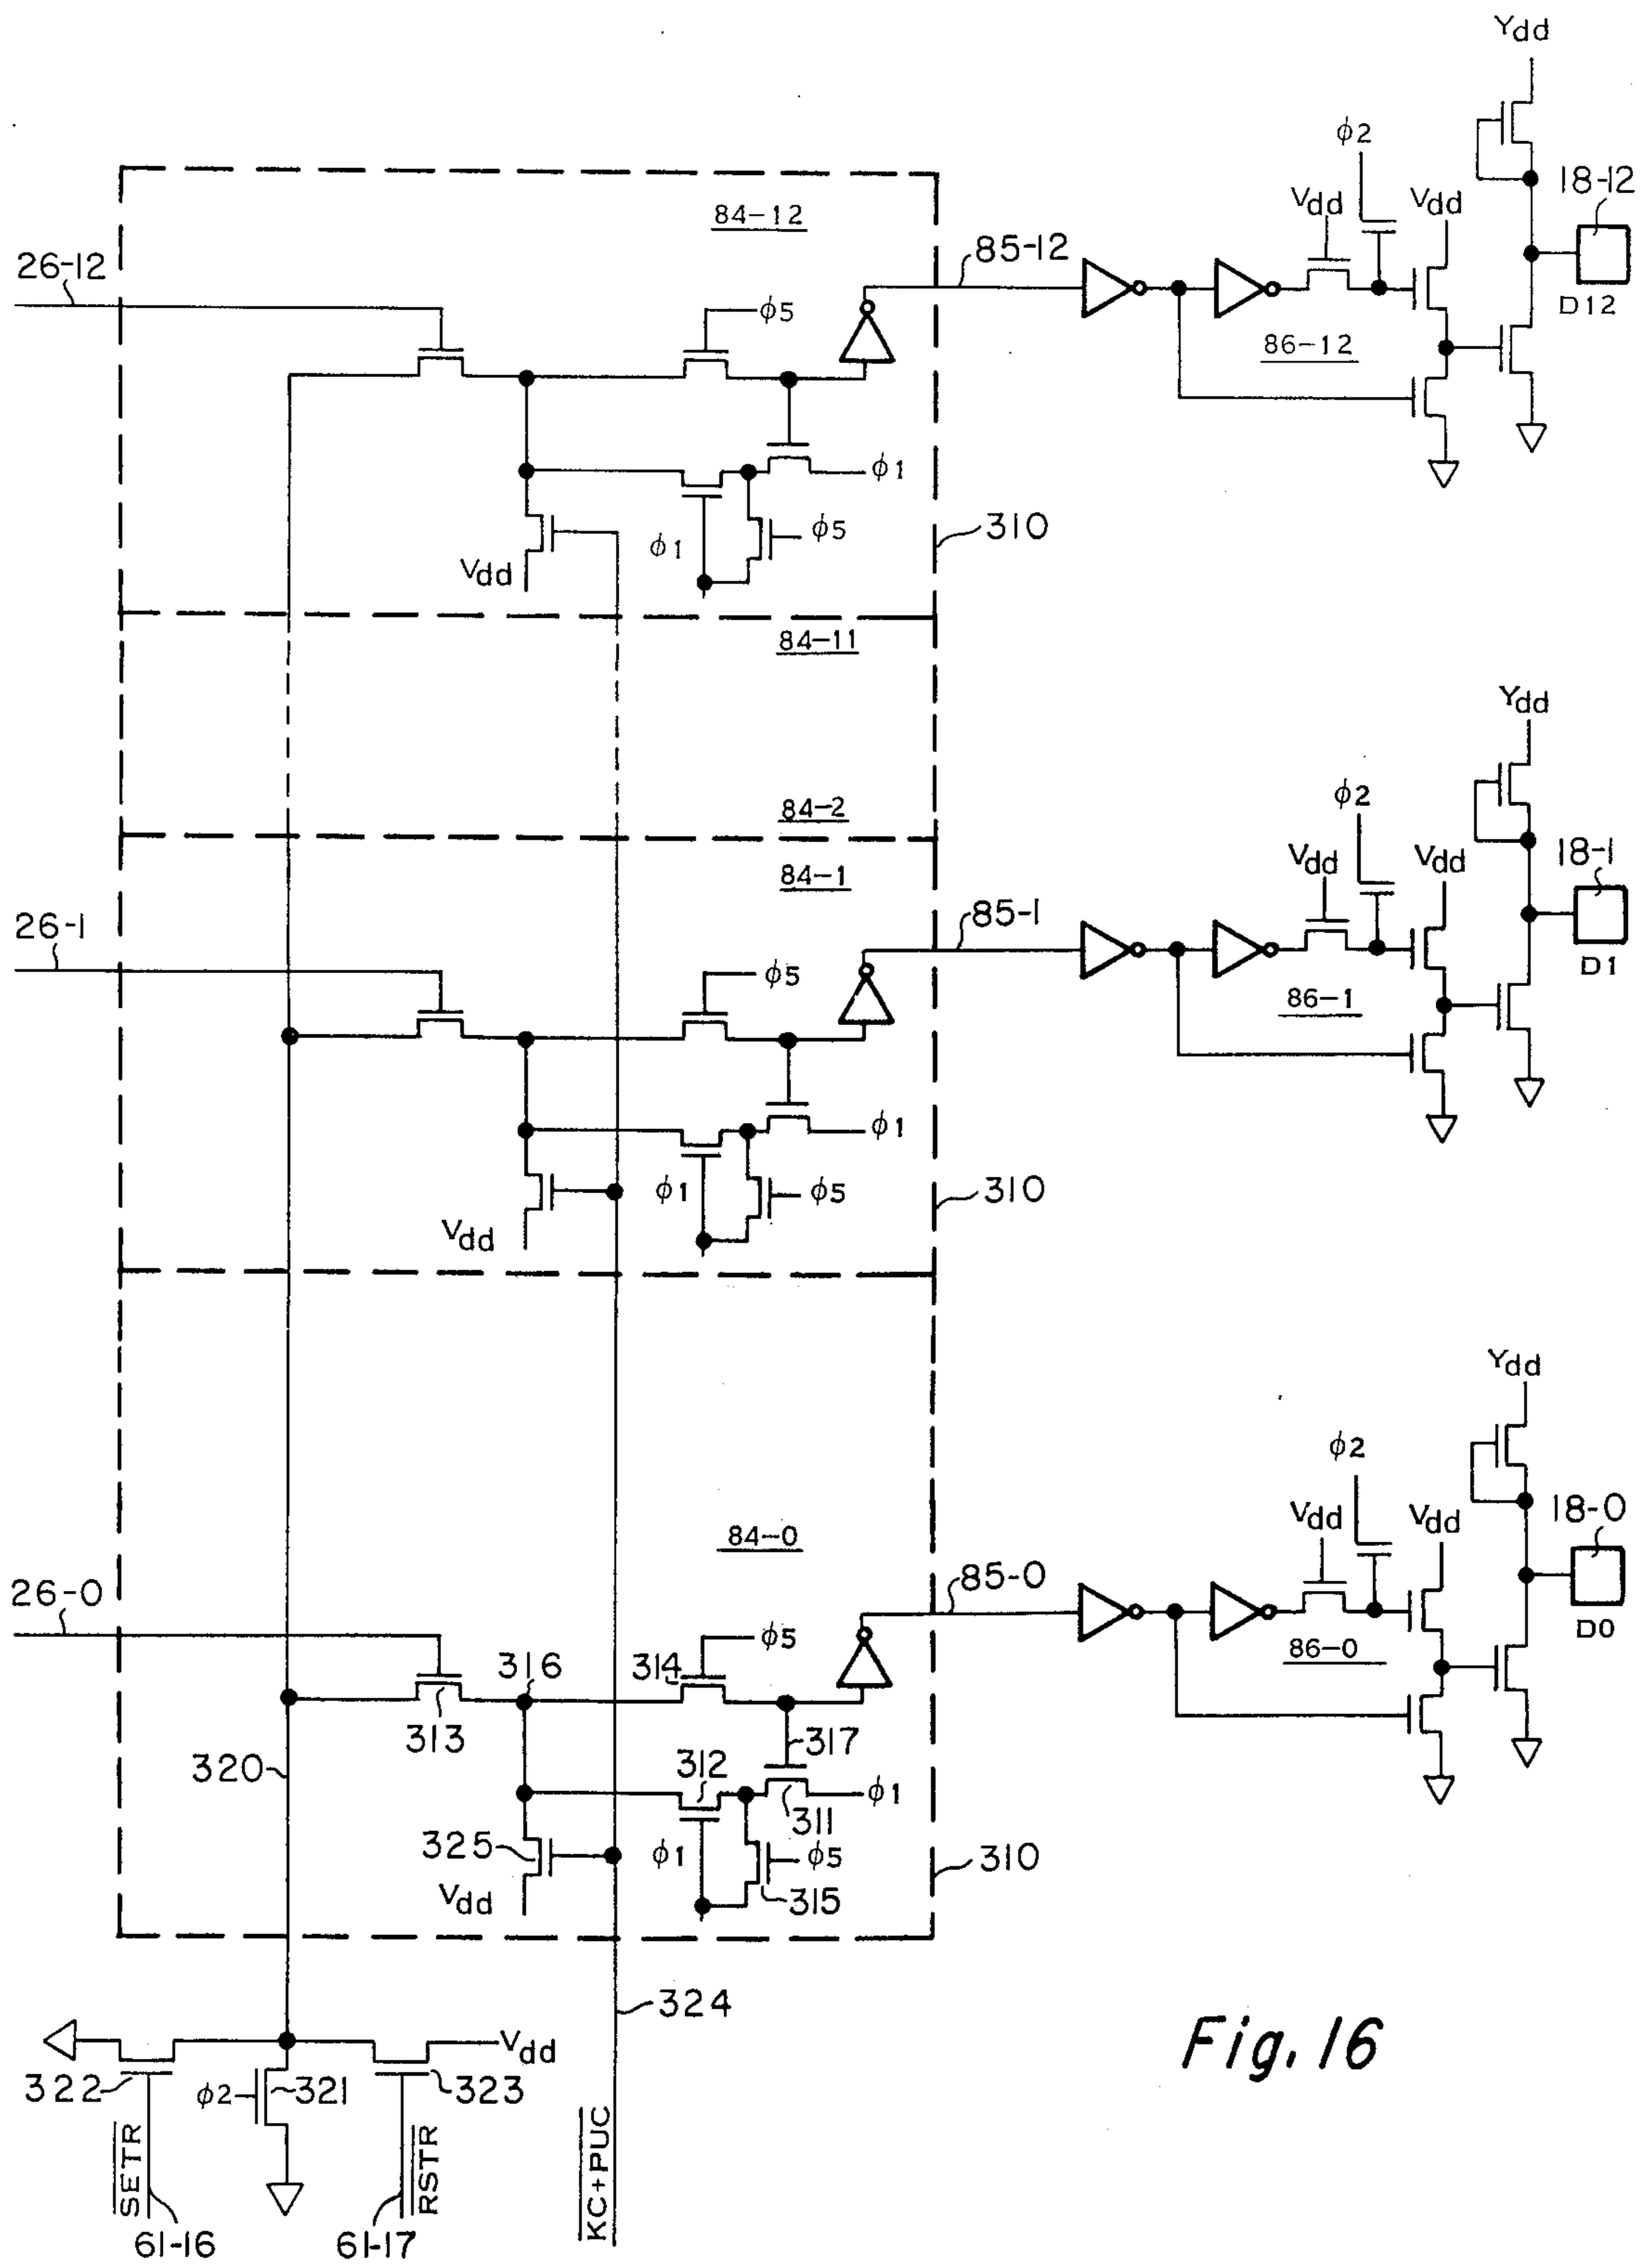 Ydd
φ2
18-12
84-12
Vdd
Vdd
26-12
85-12
φ5
D12
86-12
φ1
310
φ1
φ5
Vdd
84-11
Ydd
84-2
φ2
84-1
Vdd
Vdd
18-1
26-1
85-1
φ5
D1
86-1
φ1
φ1
φ5
310
Vdd
Ydd
φ2
84-0
Vdd
Vdd
18-0
26-0
85-0
φ5
D0
316
314
86-0
313
317
320
312
φ1
311
325
φ1
φ5
310
Vdd
315
324
Vdd
322
φ2
321
323
Fig. 16
SETR
RSTR
KC+PUC
61-16
61-17